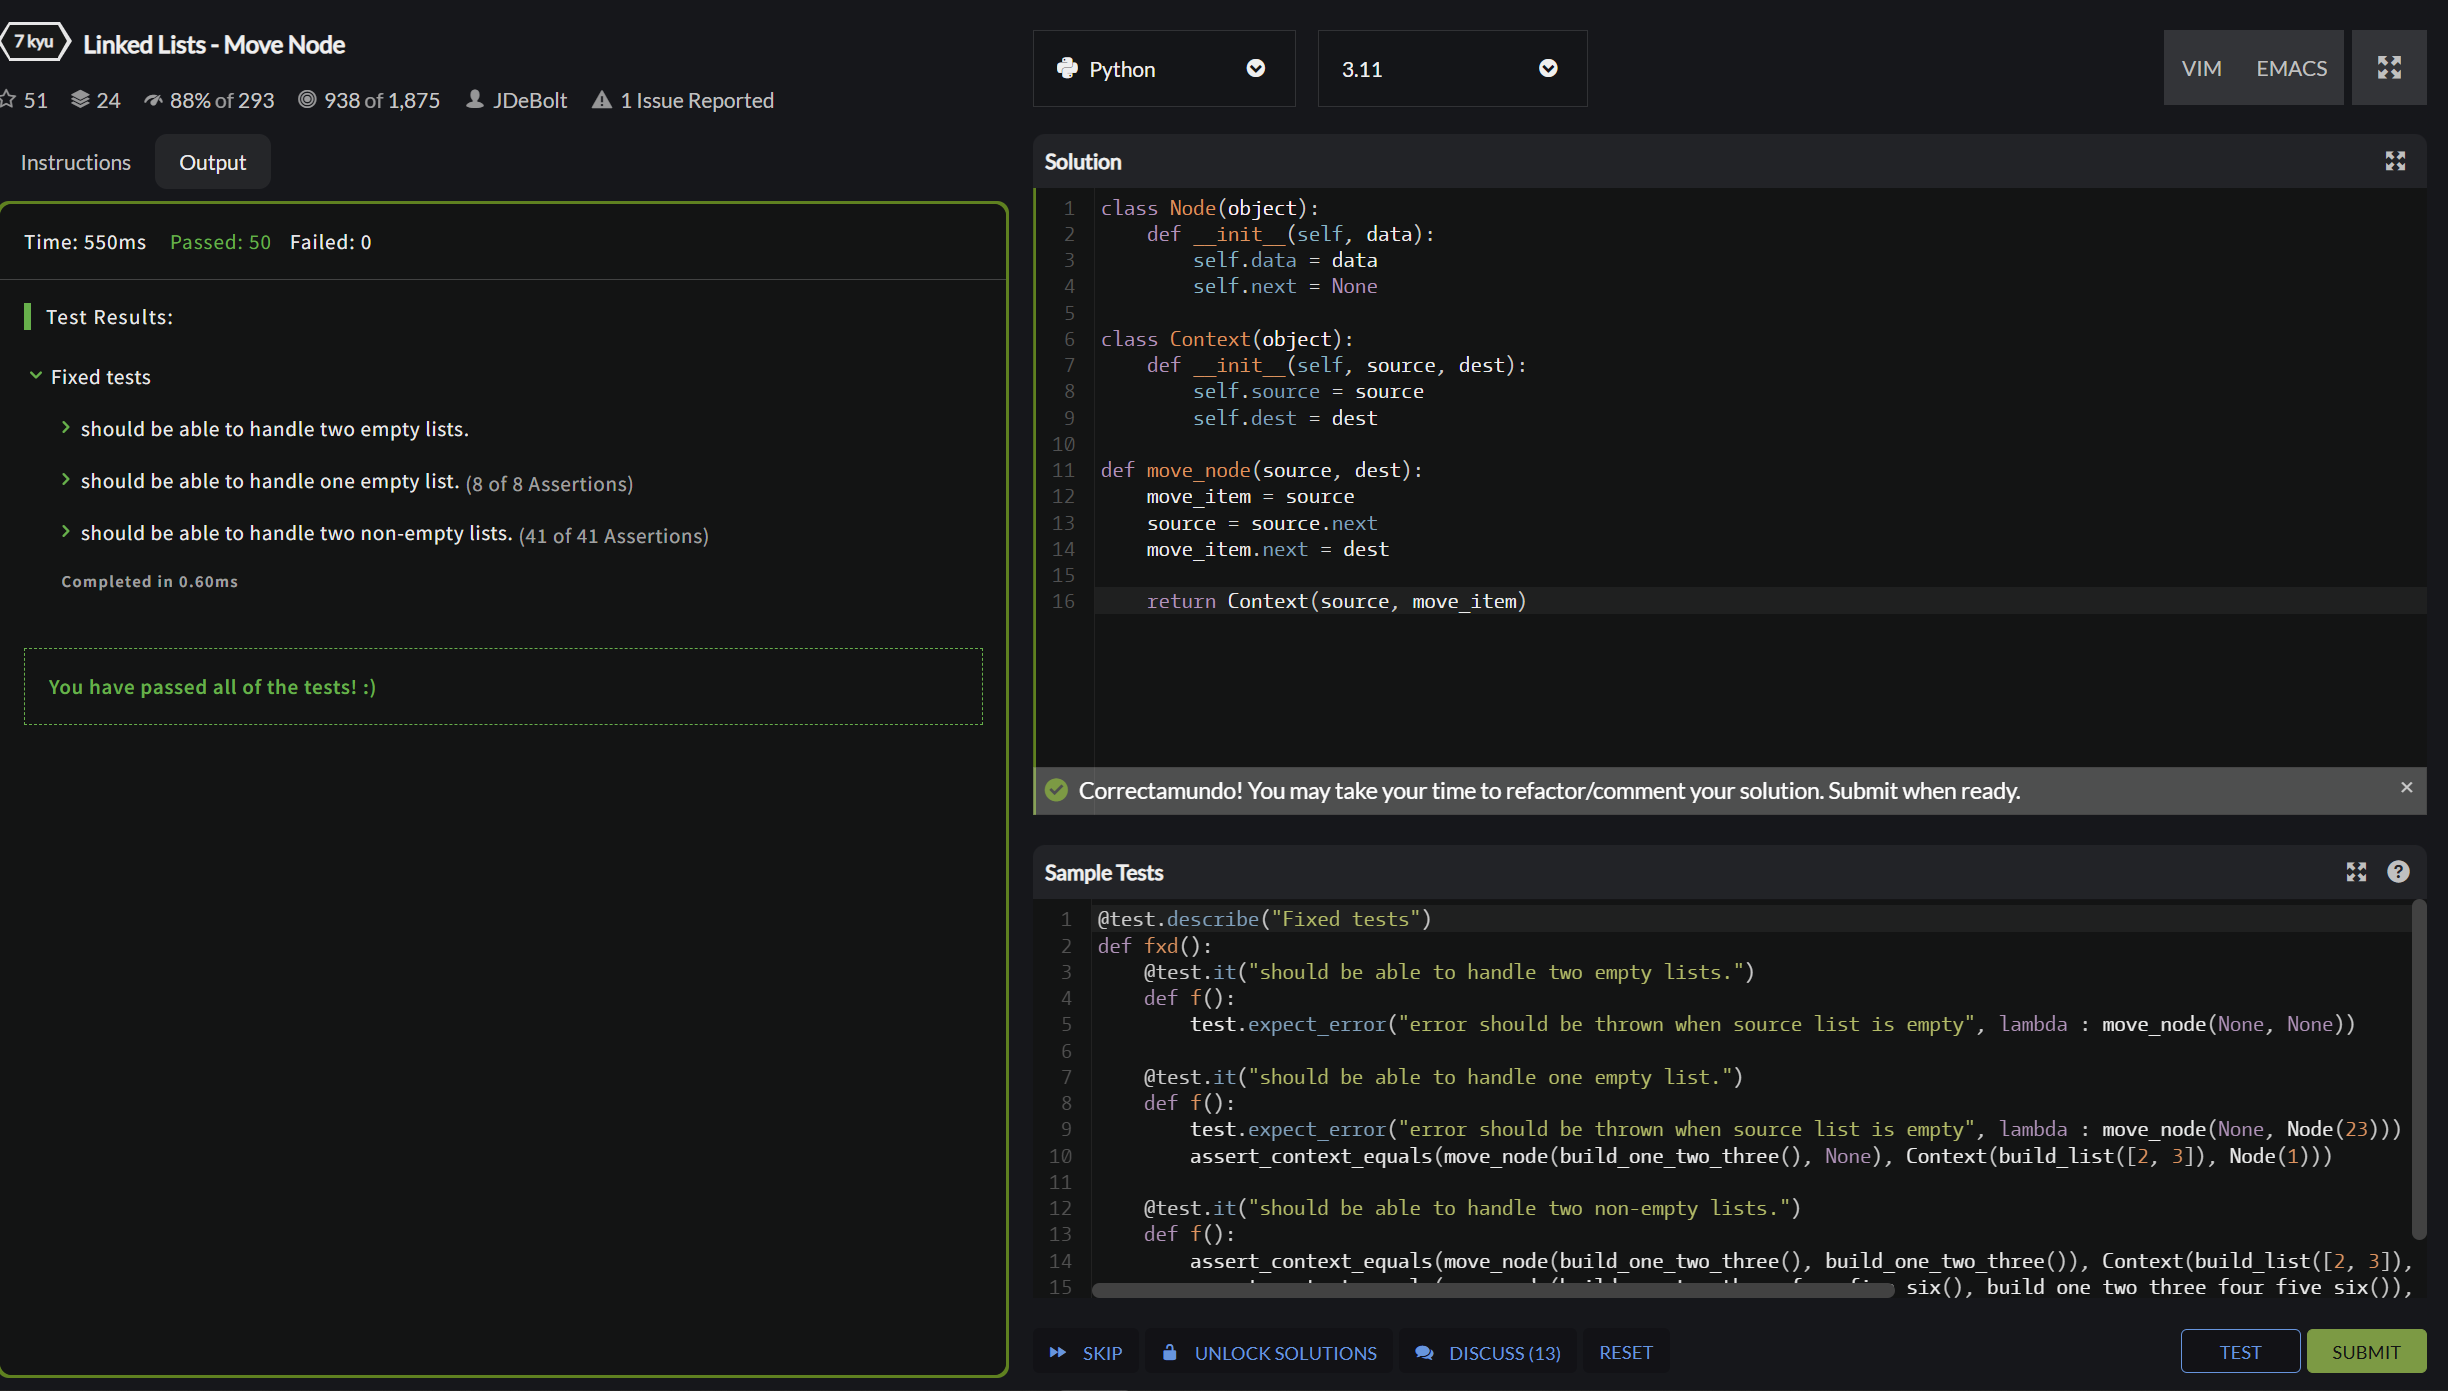 7 kyu Linked Lists - Move Node
51 24 88% of 293 938 of 1,875 JDeBolt 1 Issue Reported
Instructions Output
Time: 550ms Passed: 50 Failed: 0
Test Results:
Fixed tests
should be able to handle two empty lists.
should be able to handle one empty list. (8 of 8 Assertions)
should be able to handle two non-empty lists. (41 of 41 Assertions)
Completed in 0.60ms
You have passed all of the tests! :)
Python 3.11 VIM EMACS
Solution
1 class Node(object):
2     def __init__(self, data):
3         self.data = data
4         self.next = None
5
6 class Context(object):
7     def __init__(self, source, dest):
8         self.source = source
9         self.dest = dest
10
11 def move_node(source, dest):
12     move_item = source
13     source = source.next
14     move_item.next = dest
15
16     return Context(source, move_item)
Correctamundo! You may take your time to refactor/comment your solution. Submit when ready. ×
Sample Tests ?
1 @test.describe("Fixed tests")
2 def fxd():
3     @test.it("should be able to handle two empty lists.")
4     def f():
5         test.expect_error("error should be thrown when source list is empty", lambda : move_node(None, None))
6
7     @test.it("should be able to handle one empty list.")
8     def f():
9         test.expect_error("error should be thrown when source list is empty", lambda : move_node(None, Node(23)))
10         assert_context_equals(move_node(build_one_two_three(), None), Context(build_list([2, 3]), Node(1)))
11
12     @test.it("should be able to handle two non-empty lists.")
13     def f():
14         assert_context_equals(move_node(build_one_two_three(), build_one_two_three()), Context(build_list([2, 3]),
15 six(), build_one_two_three_four_five_six()),
SKIP UNLOCK SOLUTIONS DISCUSS (13) RESET TEST SUBMIT